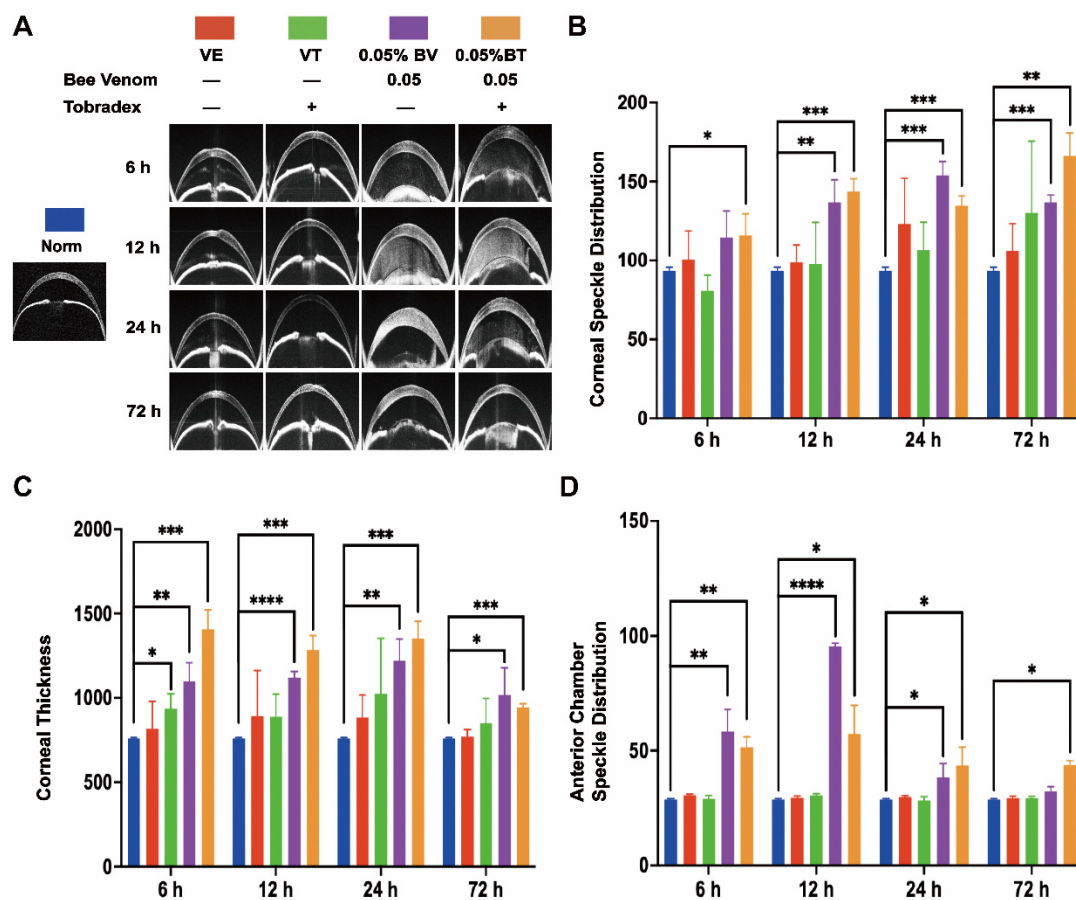 A
VE VT 0.05% BV 0.05%BT
Bee Venom — — 0.05 0.05
Tobradex — + — +
6 h
12 h
24 h
72 h
Norm
B
Corneal Speckle Distribution
200
150
100
50
0
* ** *** *** *** *** **
6 h 12 h 24 h 72 h
C
Corneal Thickness
2000
1500
1000
500
0
* ** *** **** *** ** *** * ***
6 h 12 h 24 h 72 h
D
Anterior Chamber
Speckle Distribution
150
100
50
0
** ** **** * * * *
6 h 12 h 24 h 72 h